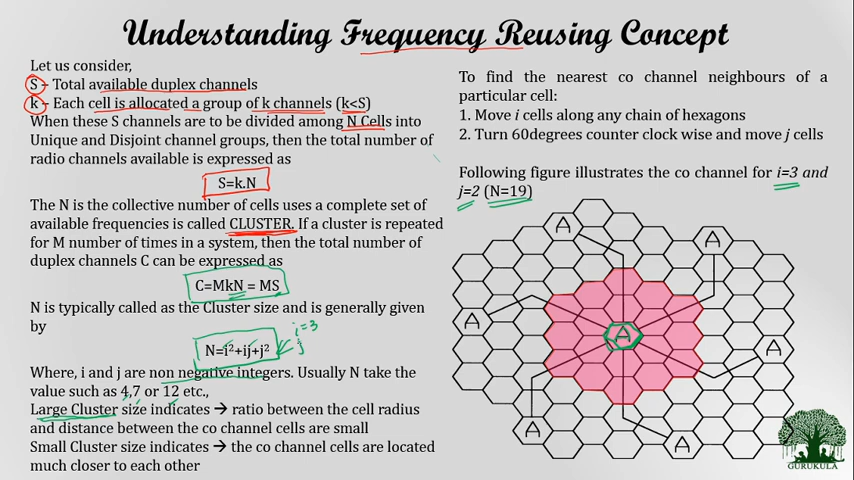 Understanding Frequency Reusing Concept
Let us consider,
S – Total available duplex channels
k – Each cell is allocated a group of k channels (k<S)
When these S channels are to be divided among N Cells into
Unique and Disjoint channel groups, then the total number of
radio channels available is expressed as
S=k.N
The N is the collective number of cells uses a complete set of
available frequencies is called CLUSTER. If a cluster is repeated
for M number of times in a system, then the total number of
duplex channels C can be expressed as
C=MkN = MS
N is typically called as the Cluster size and is generally given
by
i=3
j
N=i²+ij+j²
Where, i and j are non negative integers. Usually N take the
value such as 4,7 or 12 etc.,
Large Cluster size indicates → ratio between the cell radius
and distance between the co channel cells are small
Small Cluster size indicates → the co channel cells are located
much closer to each other
To find the nearest co channel neighbours of a
particular cell:
1. Move i cells along any chain of hexagons
2. Turn 60degrees counter clock wise and move j cells
Following figure illustrates the co channel for i=3 and
j=2 (N=19)
A
A
A
A
A
A
A
GURUKULA